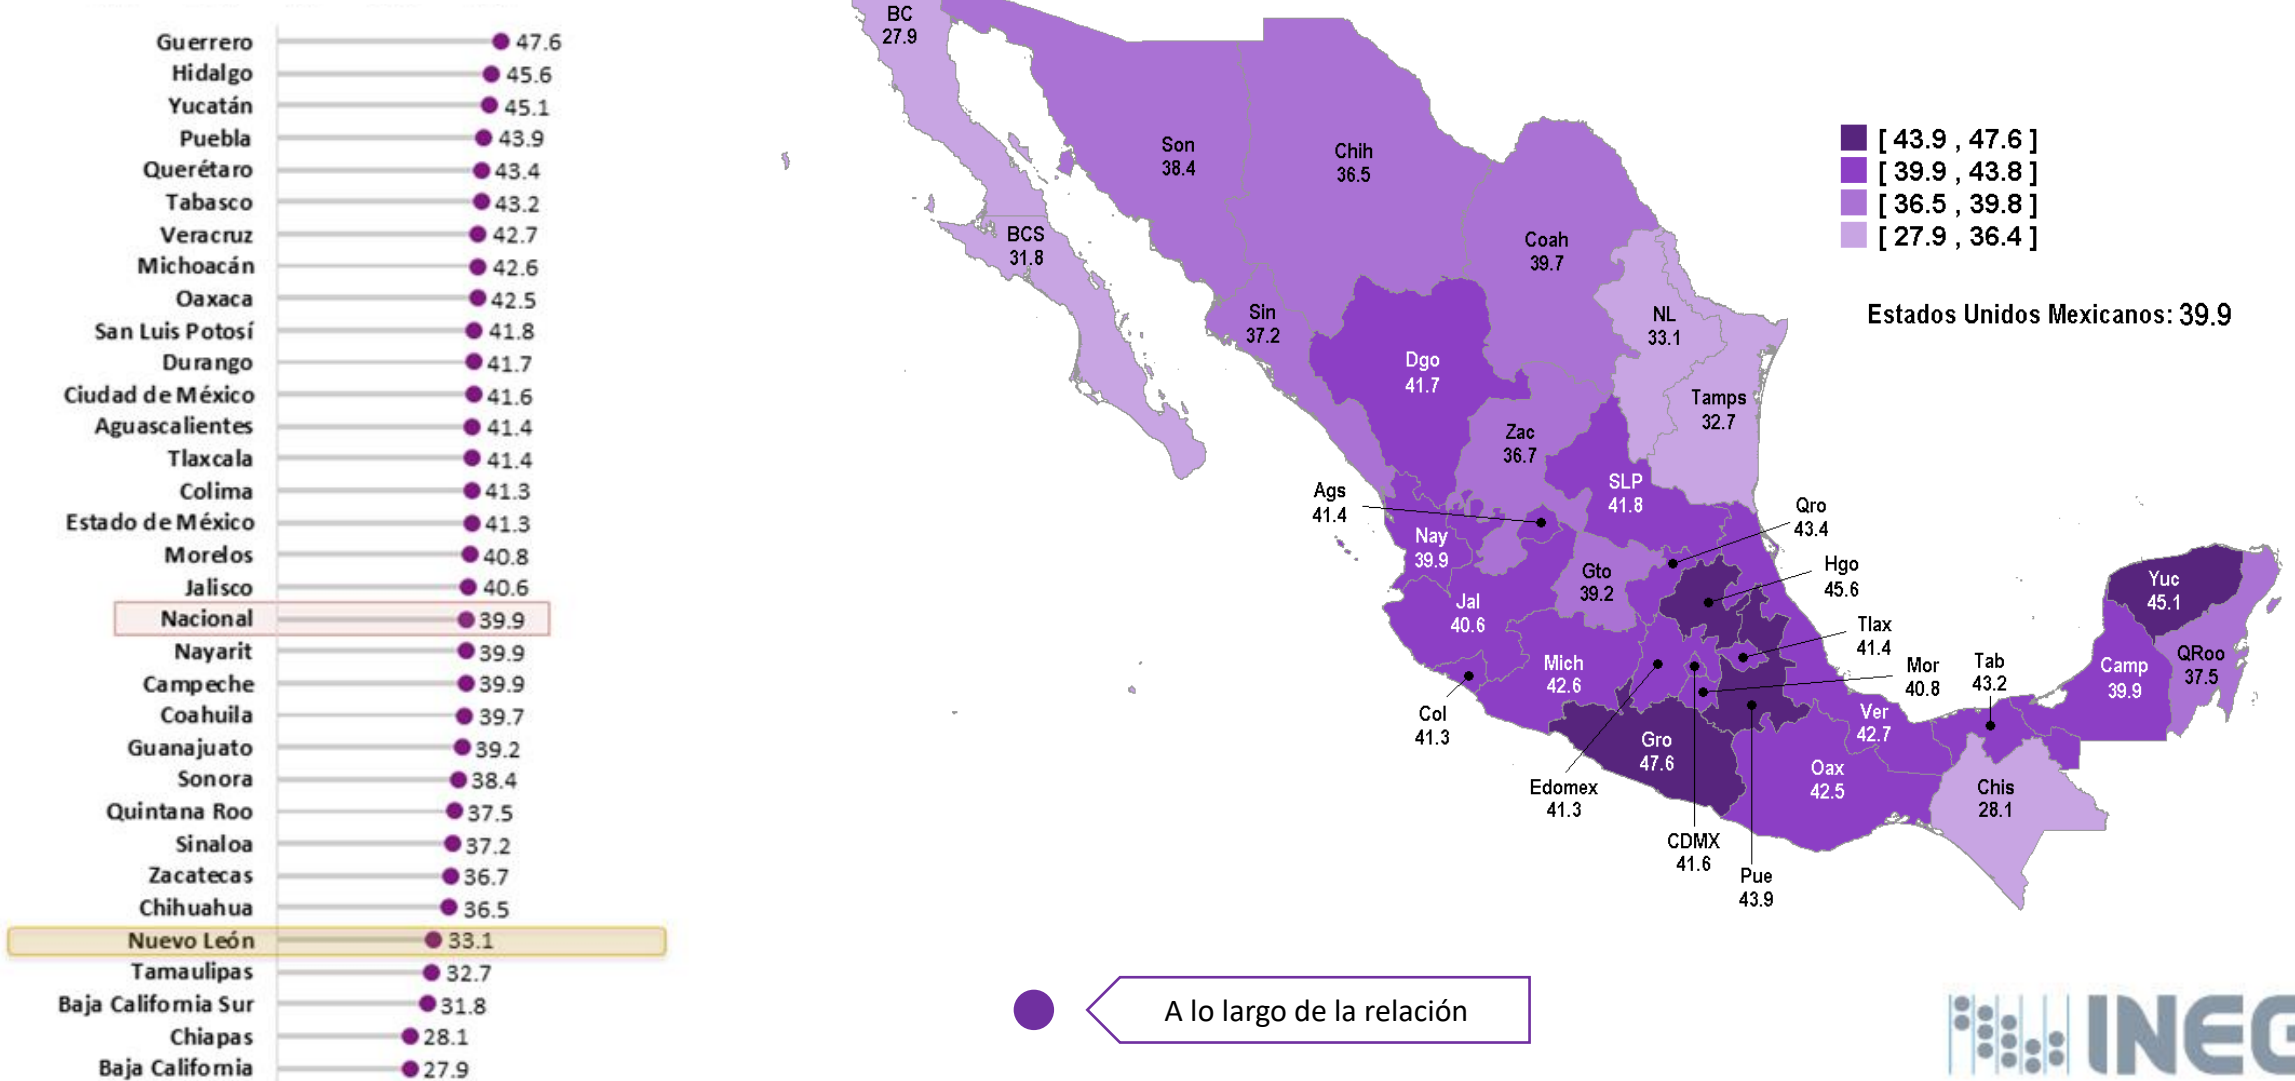 Guerrero 47.6
Hidalgo 45.6
Yucatán 45.1
Puebla 43.9
Querétaro 43.4
Tabasco 43.2
Veracruz 42.7
Michoacán 42.6
Oaxaca 42.5
San Luis Potosí 41.8
Durango 41.7
Ciudad de México 41.6
Aguascalientes 41.4
Tlaxcala 41.4
Colima 41.3
Estado de México 41.3
Morelos 40.8
Jalisco 40.6
Nacional 39.9
Nayarit 39.9
Campeche 39.9
Coahuila 39.7
Guanajuato 39.2
Sonora 38.4
Quintana Roo 37.5
Sinaloa 37.2
Zacatecas 36.7
Chihuahua 36.5
Nuevo León 33.1
Tamaulipas 32.7
Baja California Sur 31.8
Chiapas 28.1
Baja California 27.9
BC
27.9
Son
38.4
Chih
36.5
BCS
31.8
Coah
39.7
Sin
37.2
NL
33.1
Dgo
41.7
Tamps
32.7
Zac
36.7
Ags
41.4
SLP
41.8
Qro
43.4
Nay
39.9
Gto
39.2
Hgo
45.6
Yuc
45.1
Jal
40.6
Tlax
41.4
Mich
42.6
Mor
40.8
Tab
43.2
Camp
39.9
QRoo
37.5
Col
41.3
Ver
42.7
Gro
47.6
Oax
42.5
Edomex
41.3
Chis
28.1
CDMX
41.6
Pue
43.9
[ 43.9 , 47.6 ]
[ 39.9 , 43.8 ]
[ 36.5 , 39.8 ]
[ 27.9 , 36.4 ]
Estados Unidos Mexicanos: 39.9
A lo largo de la relación
INEG